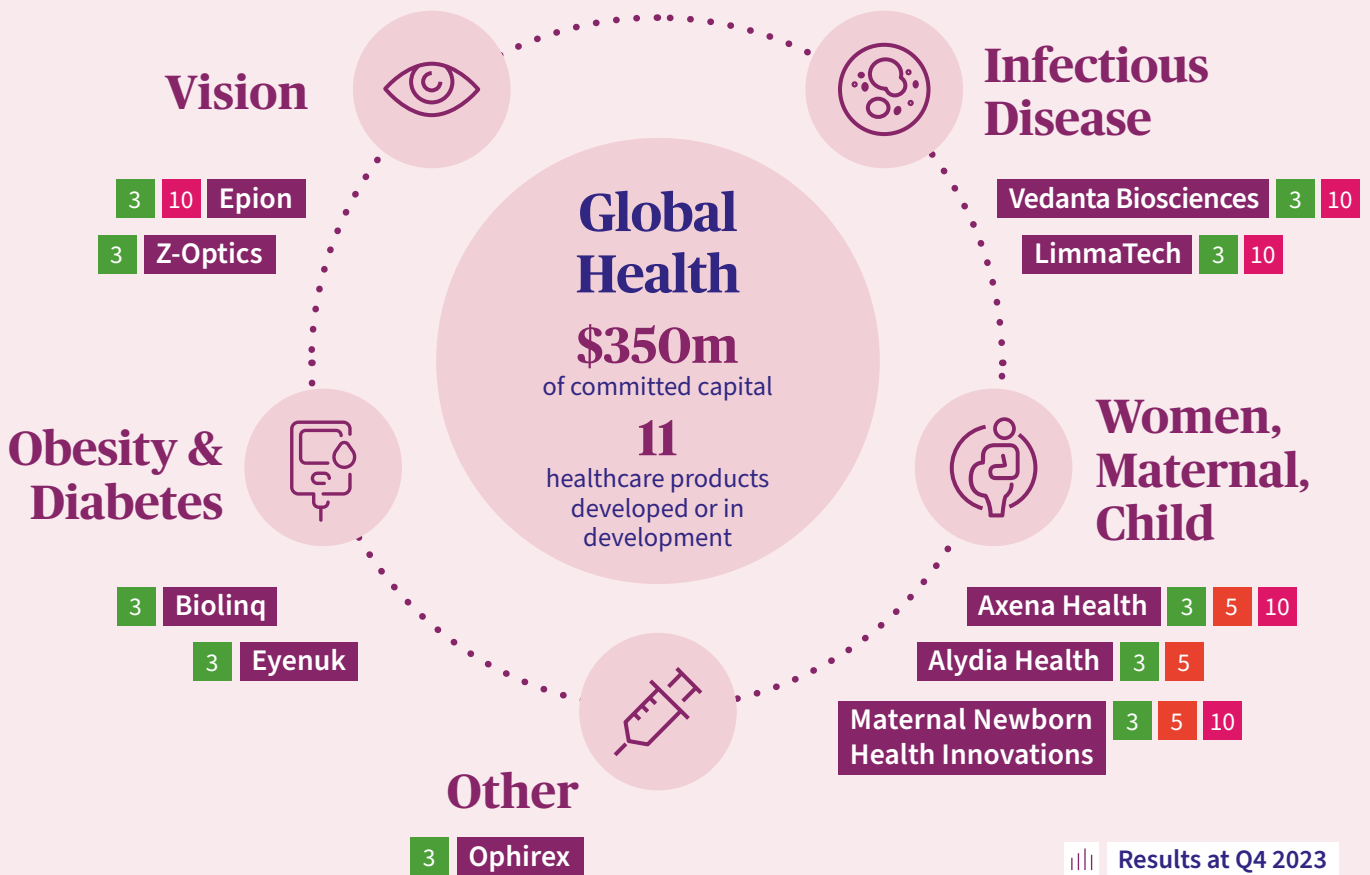 Vision
3 10 Epion
3 Z-Optics
Infectious
Disease
Vedanta Biosciences 3 10
LimmaTech 3 10
Global
Health
$350m
of committed capital
11
healthcare products
developed or in
development
Obesity &
Diabetes
3 Biolinq
3 Eyenuk
Women,
Maternal,
Child
Axena Health 3 5 10
Alydia Health 3 5
Maternal Newborn
Health Innovations
3 5 10
Other
3 Ophirex
Results at Q4 2023